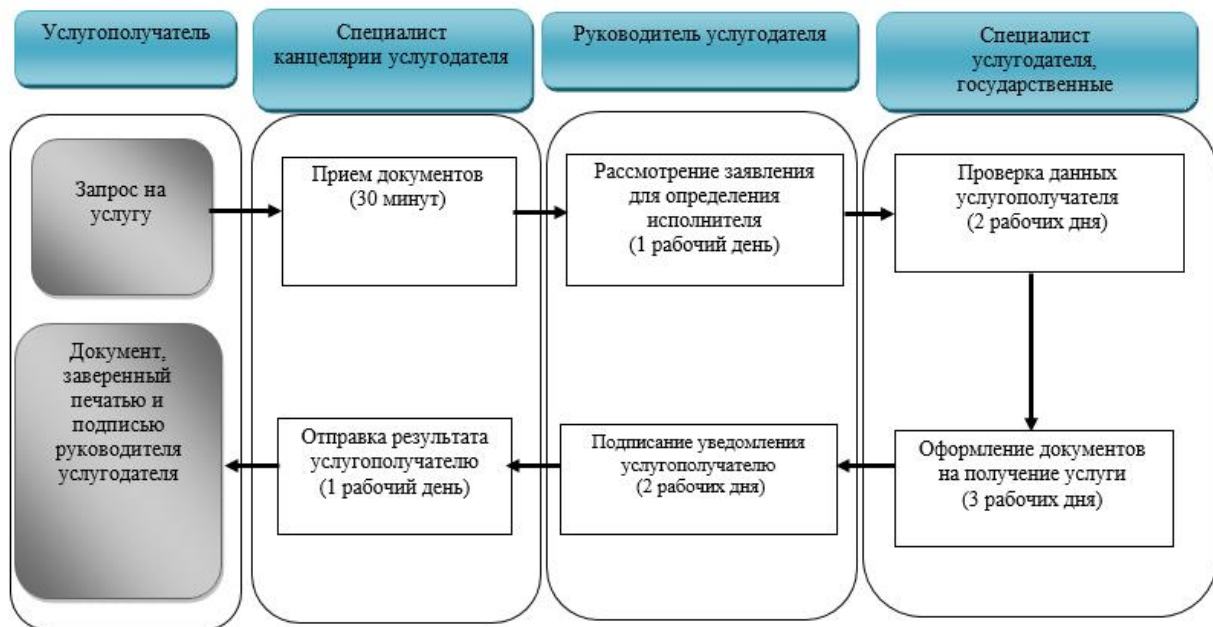 Услугополучатель
Специалист
канцелярии услугодателя
Руководитель услугодателя
Специалист
услугодателя,
государственные
Запрос на
услугу
Прием документов
(30 минут)
Рассмотрение заявления
для определения
исполнителя
(1 рабочий день)
Проверка данных
услугополучателя
(2 рабочих дня)
Документ,
заверенный
печатью и
подписью
руководителя
услугодателя
Отправка результата
услугополучателю
(1 рабочий день)
Подписание уведомления
услугополучателю
(2 рабочих дня)
Оформление документов
на получение услуги
(3 рабочих дня)